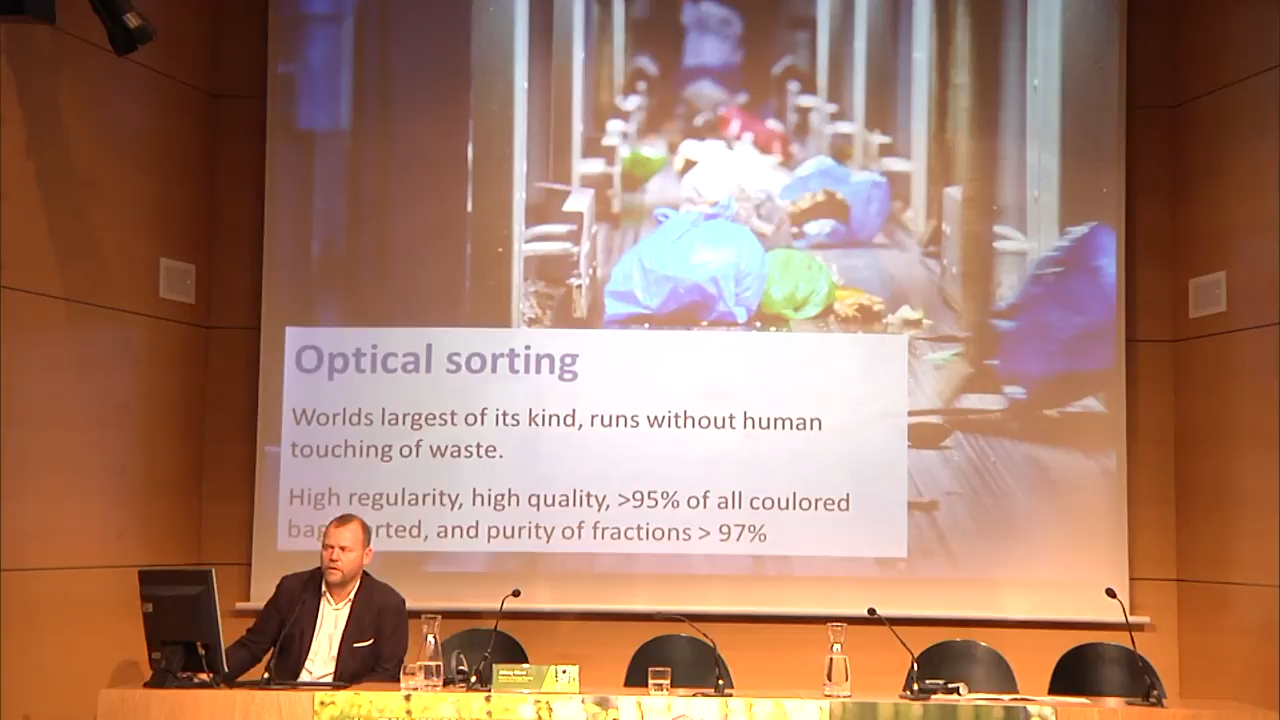 Optical sorting
Worlds largest of its kind, runs without human
touching of waste.
High regularity, high quality, >95% of all coulored
bag orted, and purity of fractions > 97%